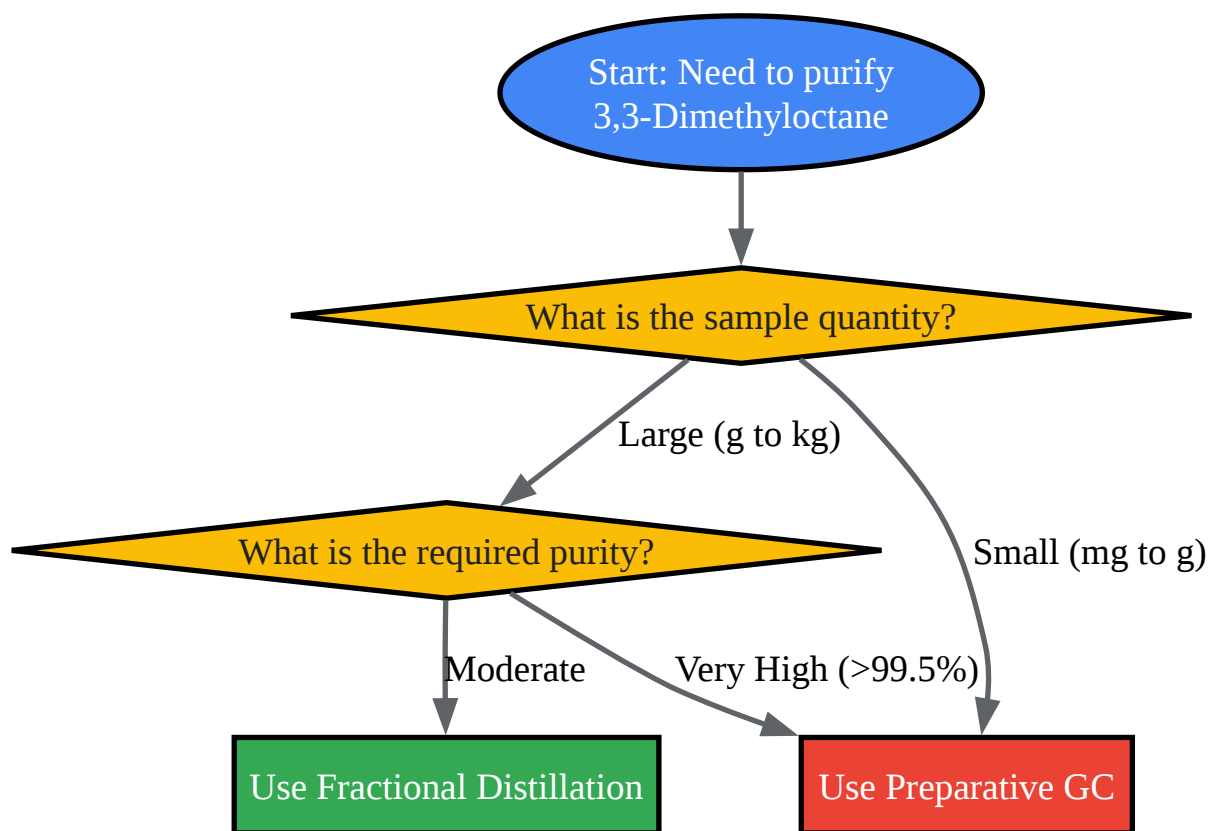 Start: Need to purify
3,3-Dimethyloctane
What is the sample quantity?
Large (g to kg)
What is the required purity?
Small (mg to g)
Moderate
Very High (>99.5%)
Use Fractional Distillation
Use Preparative GC